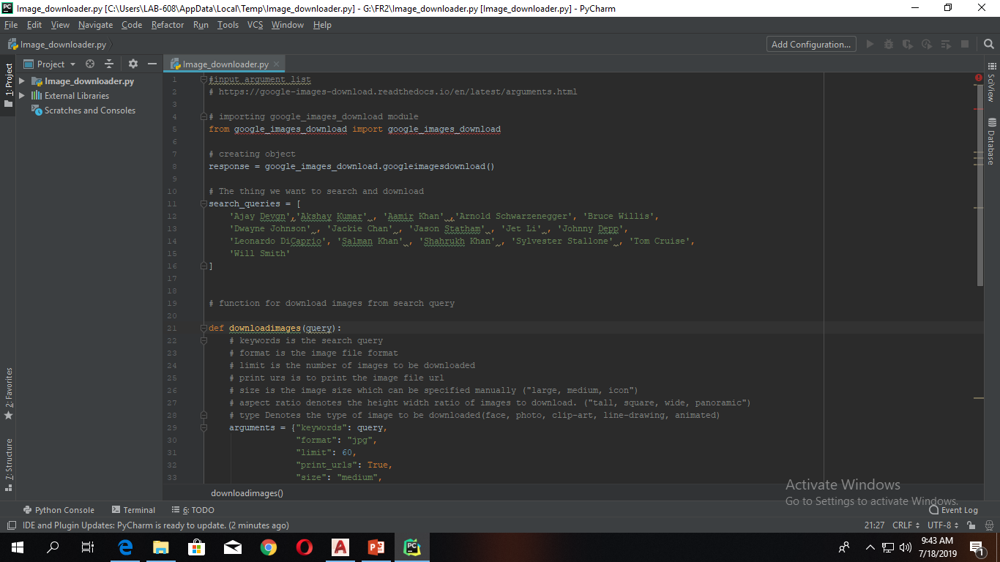 Image_downloader.py [C:\Users\LAB-608\AppData\Local\Temp\Image_downloader.py] - G:\FR2\Image_downloader.py [Image_downloader.py] - PyCharm
File Edit View Navigate Code Refactor Run Tools VCS Window Help
Image_downloader.py
Add Configuration...
1: Project
Project
Image_downloader.py
External Libraries
Scratches and Consoles
2: Favorites
7: Structure
Image_downloader.py
1 #input argument list
2 # https://google-images-download.readthedocs.io/en/latest/arguments.html
3
4 # importing google_images_download module
5 from google_images_download import google_images_download
6
7 # creating object
8 response = google_images_download.googleimagesdownload()
9
10 # The thing we want to search and download
11 search_queries = [
12 'Ajay Devgn','Akshay Kumar' , 'Aamir Khan' ,'Arnold Schwarzenegger', 'Bruce Willis',
13 'Dwayne Johnson' , 'Jackie Chan' , 'Jason Statham' , 'Jet Li' , 'Johnny Depp',
14 'Leonardo DiCaprio', 'Salman Khan' , 'Shahrukh Khan' , 'Sylvester Stallone' , 'Tom Cruise',
15 'Will Smith'
16 ]
17
18
19 # function for download images from search query
20
21 def downloadimages(query):
22 # keywords is the search query
23 # format is the image file format
24 # limit is the number of images to be downloaded
25 # print urs is to print the image file url
26 # size is the image size which can be specified manually ("large, medium, icon")
27 # aspect ratio denotes the height width ratio of images to download. ("tall, square, wide, panoramic")
28 # type Denotes the type of image to be downloaded(face, photo, clip-art, line-drawing, animated)
29 arguments = {"keywords": query,
30 "format": "jpg",
31 "limit": 60,
32 "print_urls": True,
33 "size": "medium",
downloadimages()
SciView
Database
Activate Windows
Go to Settings to activate Windows.
Python Console
Terminal
6: TODO
Event Log
IDE and Plugin Updates: PyCharm is ready to update. (2 minutes ago)
21:27 CRLF UTF-8
9:43 AM
7/18/2019
1